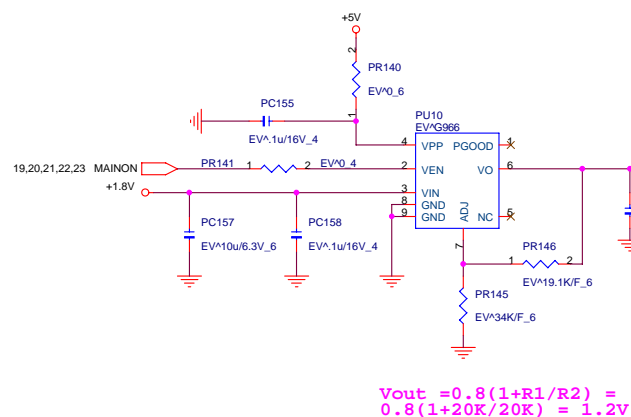 +5V
2
PR140
EV^0_6
1
PC155
EV^.1u/16V_4
PU10
EV^G966
4 VPP PGOOD 1
19,20,21,22,23 MAINON PR141 1 2 EV^0_4 2 VEN VO 6
+1.8V 3 VIN
8 GND
9 GND ADJ NC 5
7
PC157
EV^10u/6.3V_6
PC158
EV^.1u/16V_4
PR146
1 2
EV^19.1K/F_6
PR145
EV^34K/F_6
Vout =0.8(1+R1/R2) =
0.8(1+20K/20K) = 1.2V